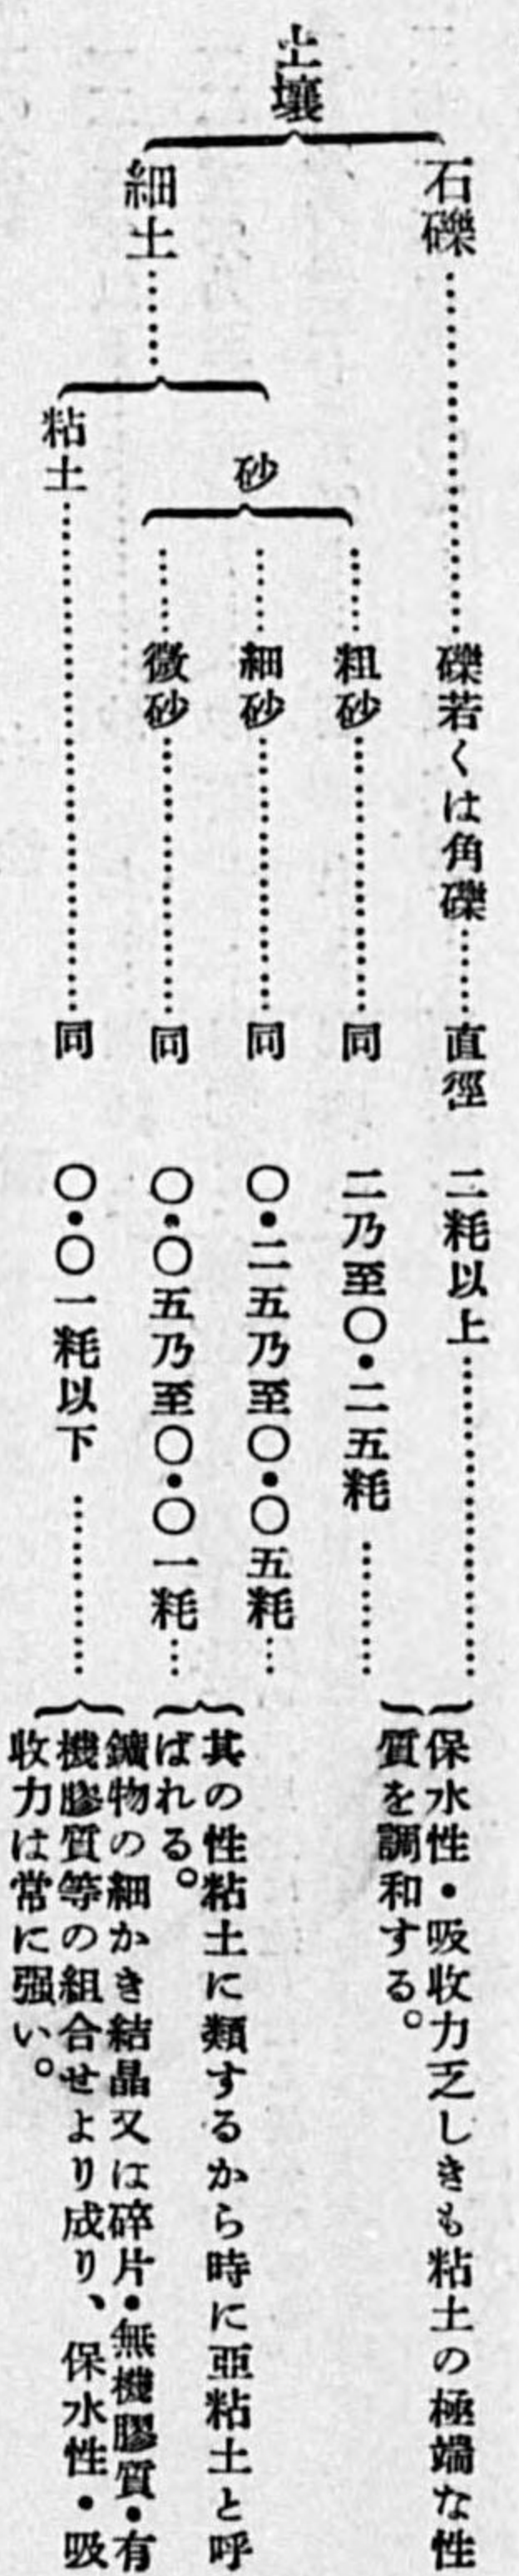 土壤
石礫………………礫若くは角礫……直徑 二粍以上………………
細土……
砂
……粗砂………………同 二乃至〇・二五粍………
……細砂………………同 〇・二五乃至〇・〇五粍…
……微砂………………同 〇・〇五乃至〇・〇一粍…
粘土………………………同 〇・〇一粍以下…………
保水性・吸收力乏しきも粘土の極端な性
質を調和する。
其の性粘土に類するから時に亞粘土と呼
ばれる。
鑛物の細かき結晶又は碎片・無機膠質・有
機膠質等の組合せより成り、保水性・吸
收力は常に强い。